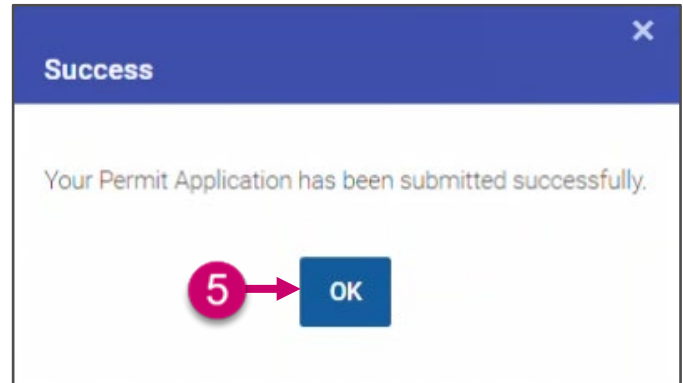 ×
Success
Your Permit Application has been submitted successfully.
5
OK